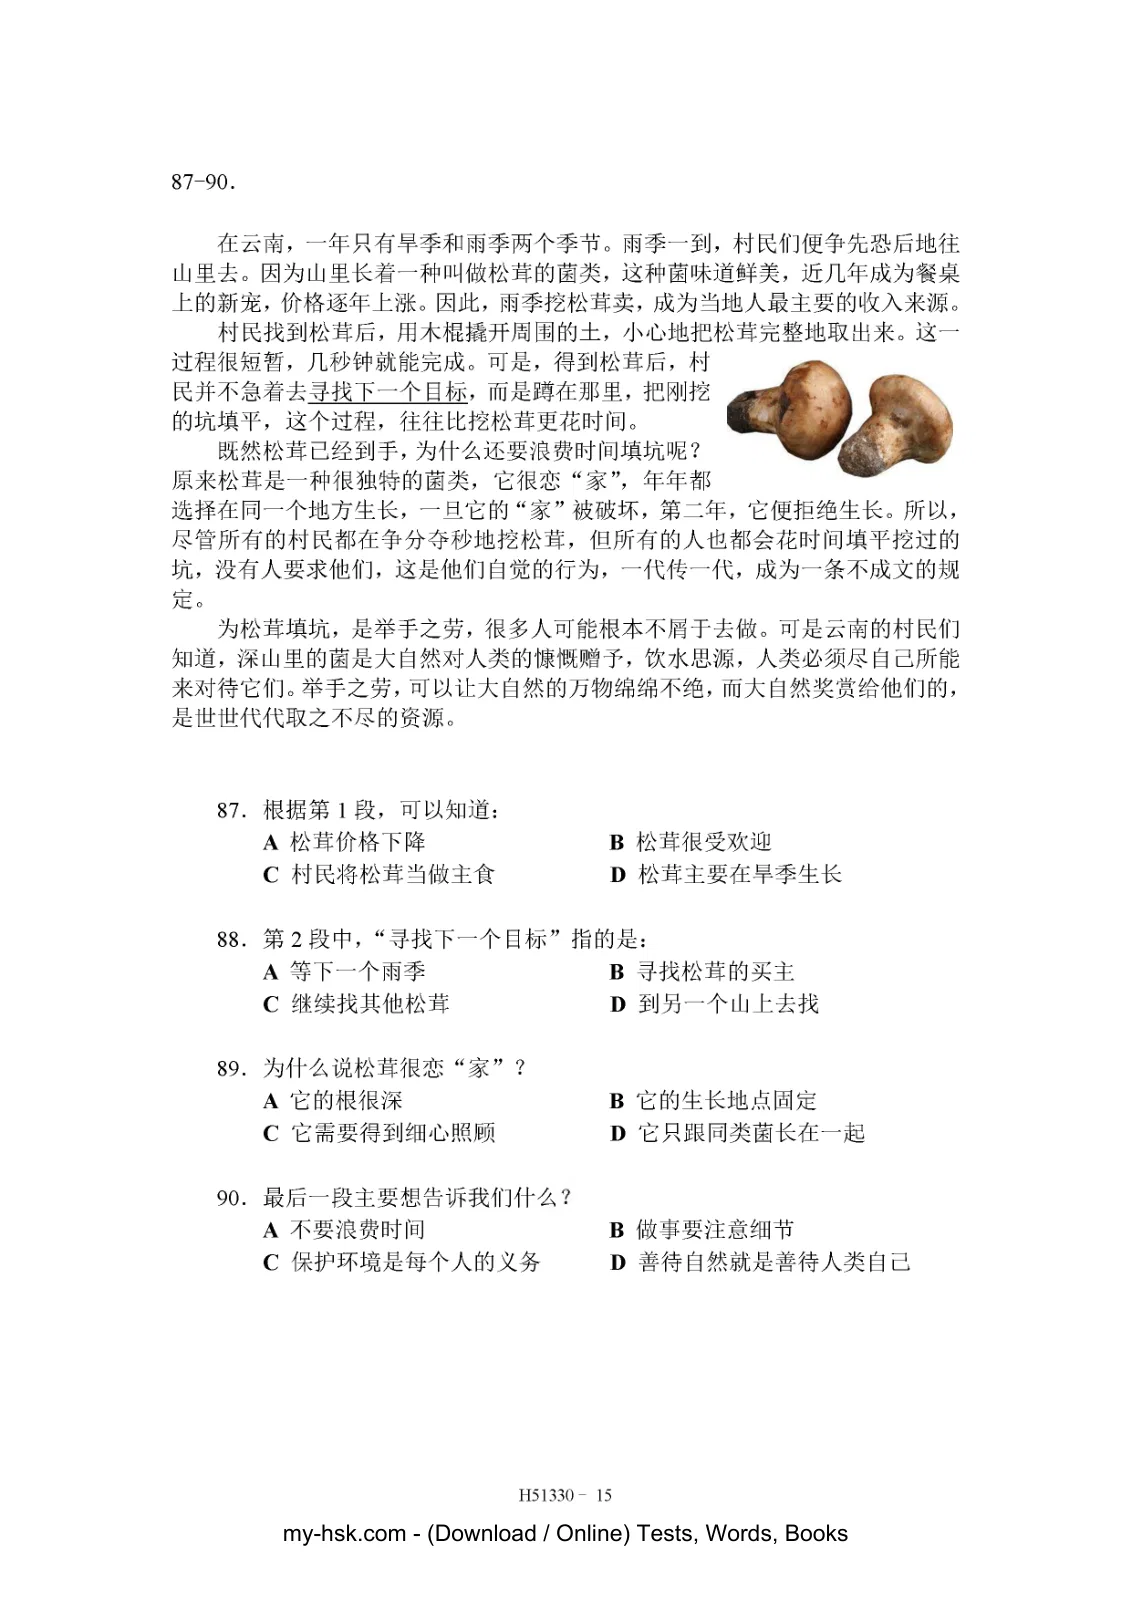 87-90.
在云南，一年只有旱季和雨季两个季节。雨季一到，村民们便争先恐后地往
山里去。因为山里长着一种叫做松茸的菌类，这种菌味道鲜美，近几年成为餐桌
上的新宠，价格逐年上涨。因此，雨季挖松茸卖，成为当地人最主要的收入来源。
村民找到松茸后，用木棍撬开周围的土，小心地把松茸完整地取出来。这一
过程很短暂，几秒钟就能完成。可是，得到松茸后，村
民并不急着去寻找下一个目标，而是蹲在那里，把刚挖
的坑填平，这个过程，往往比挖松茸更花时间。
既然松茸已经到手，为什么还要浪费时间填坑呢？
原来松茸是一种很独特的菌类，它很恋“家”，年年都
选择在同一个地方生长，一旦它的“家”被破坏，第二年，它便拒绝生长。所以，
尽管所有的村民都在争分夺秒地挖松茸，但所有的人也都会花时间填平挖过的
坑，没有人要求他们，这是他们自觉的行为，一代传一代，成为一条不成文的规
定。
为松茸填坑，是举手之劳，很多人可能根本不屑于去做。可是云南的村民们
知道，深山里的菌是大自然对人类的慷慨赠予，饮水思源，人类必须尽自己所能
来对待它们。举手之劳，可以让大自然的万物绵绵不绝，而大自然奖赏给他们的，
是世世代代取之不尽的资源。
87．根据第 1 段，可以知道：
A 松茸价格下降 B 松茸很受欢迎
C 村民将松茸当做主食 D 松茸主要在旱季生长
88．第 2 段中，“寻找下一个目标”指的是：
A 等下一个雨季 B 寻找松茸的买主
C 继续找其他松茸 D 到另一个山上去找
89．为什么说松茸很恋“家”？
A 它的根很深 B 它的生长地点固定
C 它需要得到细心照顾 D 它只跟同类菌长在一起
90．最后一段主要想告诉我们什么？
A 不要浪费时间 B 做事要注意细节
C 保护环境是每个人的义务 D 善待自然就是善待人类自己
H51330－ 15
my-hsk.com - (Download / Online) Tests, Words, Books